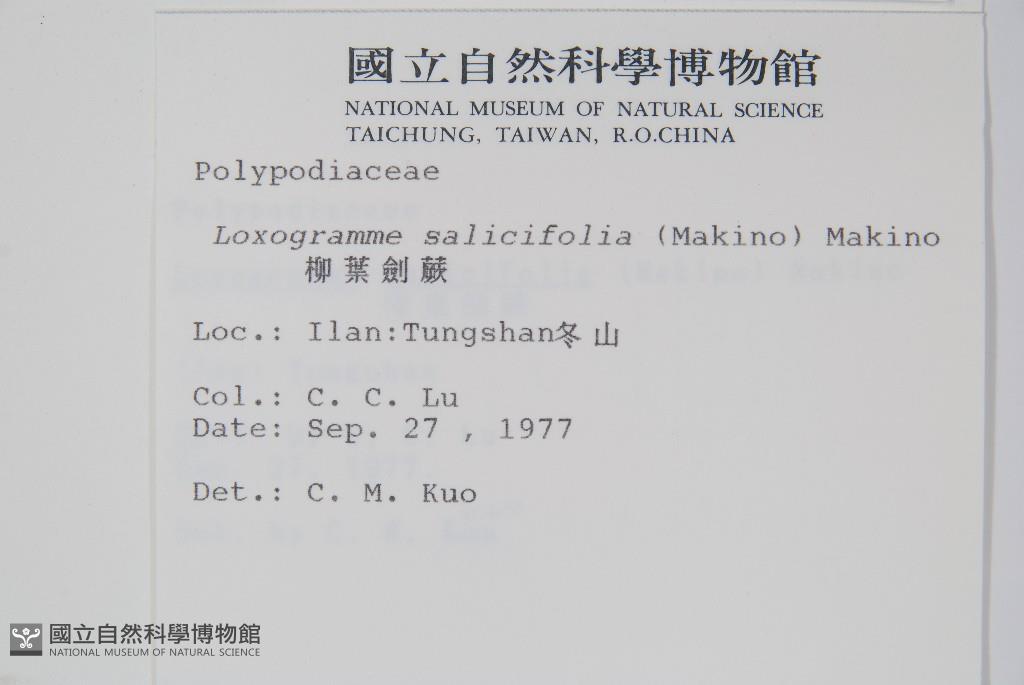 國立自然科學博物館
NATIONAL MUSEUM OF NATURAL SCIENCE
TAICHUNG, TAIWAN, R.O.CHINA
Polypodiaceae
Loxogramme salicifolia (Makino) Makino
柳葉劍蕨
Loc.: Ilan:Tungshan冬山
Col.: C. C. Lu
Date: Sep. 27 , 1977
Det.: C. M. Kuo
國立自然科學博物館
NATIONAL MUSEUM OF NATURAL SCIENCE